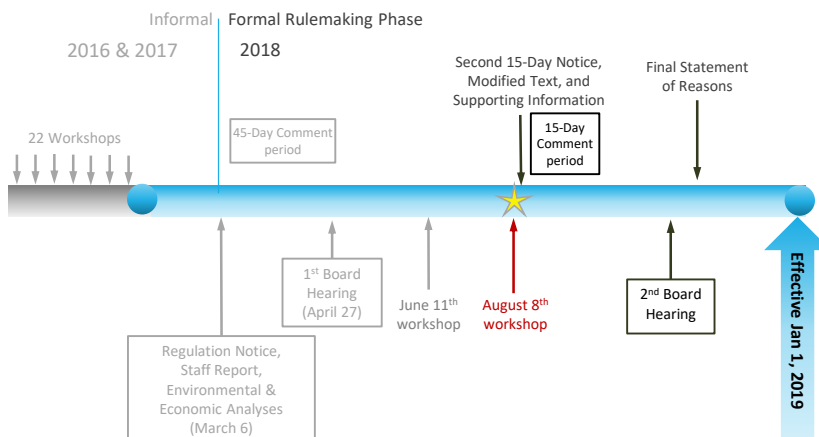 Informal
Formal Rulemaking Phase
2016 & 2017
2018
Second 15-Day Notice,
Modified Text, and
Supporting Information
Final Statement
of Reasons
22 Workshops
45-Day Comment
period
15-Day
Comment
period
1st Board
Hearing
(April 27)
June 11th
workshop
August 8th
workshop
2nd Board
Hearing
Regulation Notice,
Staff Report,
Environmental &
Economic Analyses
(March 6)
Effective Jan 1, 2019